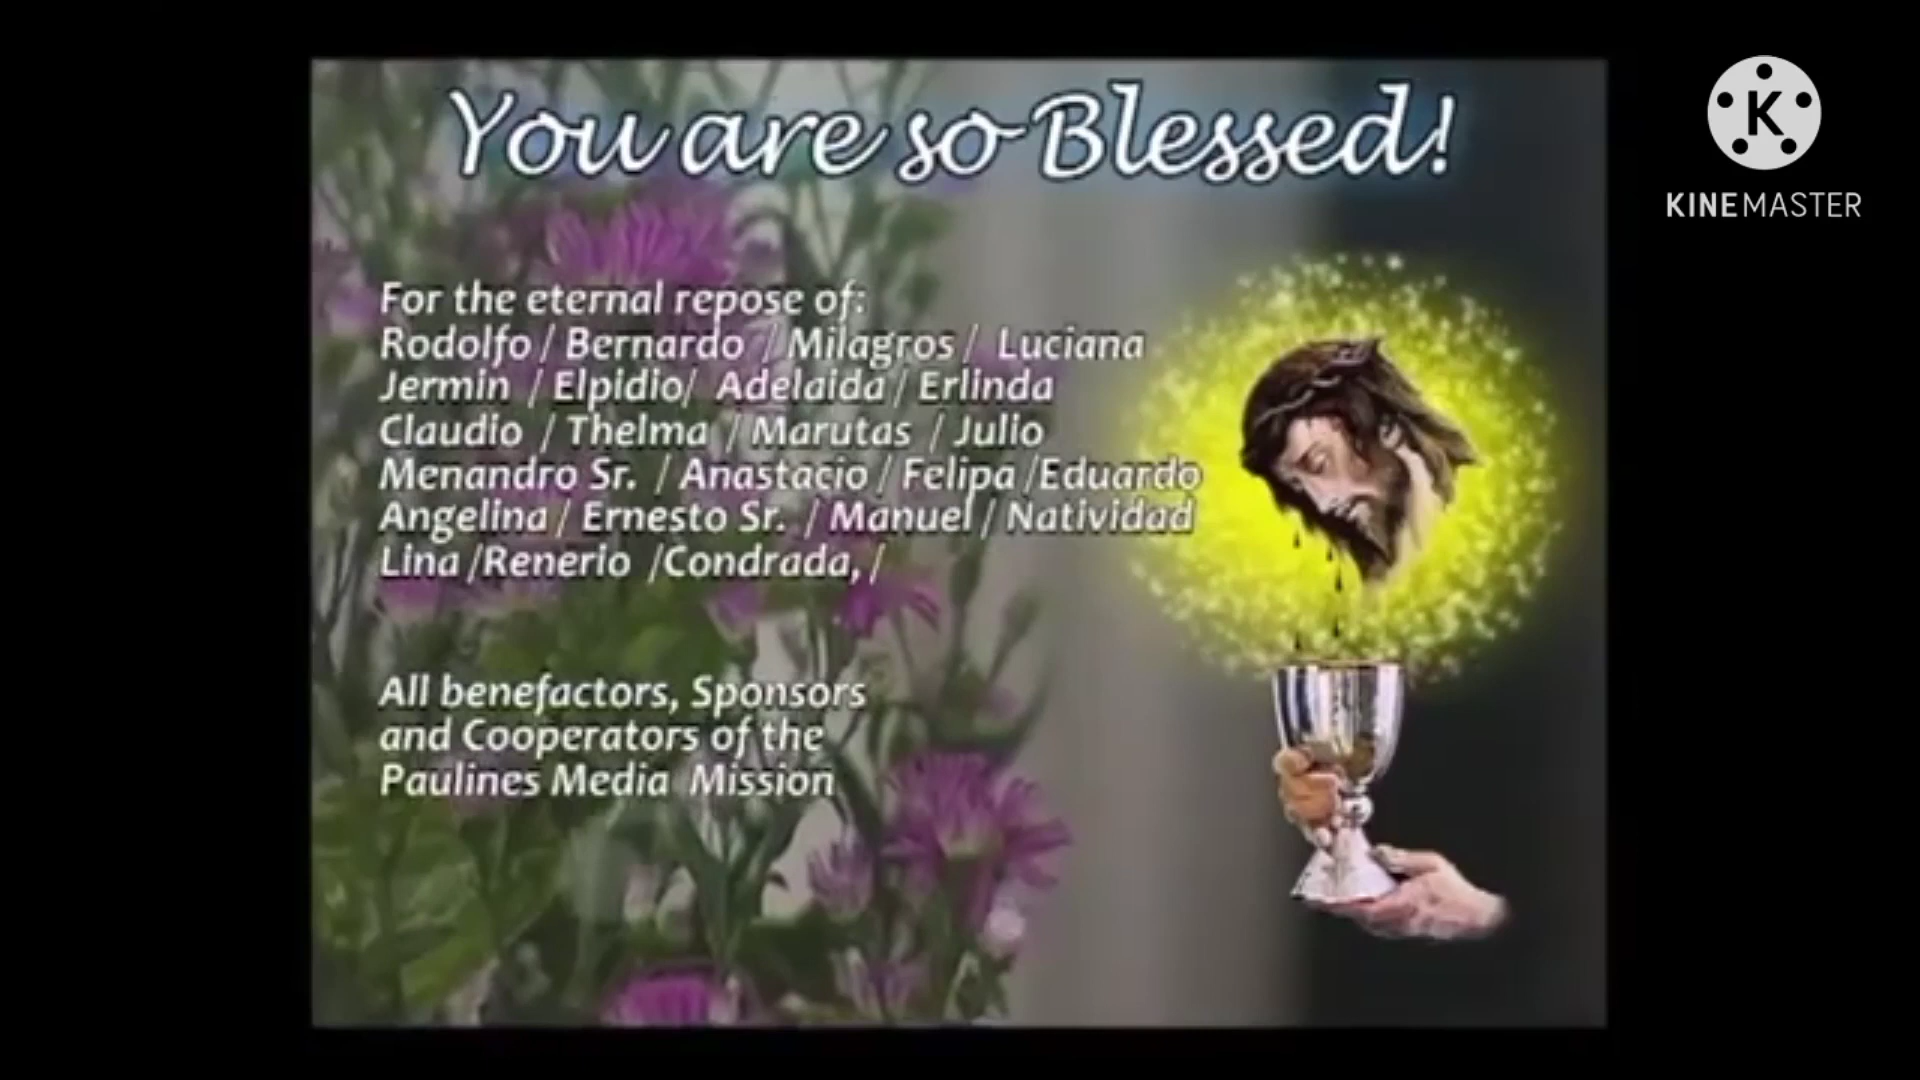 You are so Blessed!
KINEMASTER
For the eternal repose of:
Rodolfo / Bernardo / Milagros / Luciana
Jermin / Elpidio/ Adelaida / Erlinda
Claudio / Thelma / Marutas / Julio
Menandro Sr. / Anastacio / Felipa /Eduardo
Angelina / Ernesto Sr. / Manuel / Natividad
Lina /Renerio /Condrada, /
All benefactors, Sponsors
and Cooperators of the
Paulines Media Mission